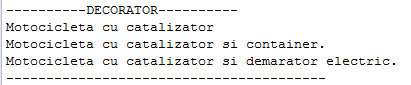 ----------DECORATOR----------
Motocicleta cu catalizator
Motocicleta cu catalizator si container.
Motocicleta cu catalizator si demarator electric.
----------------------------------------